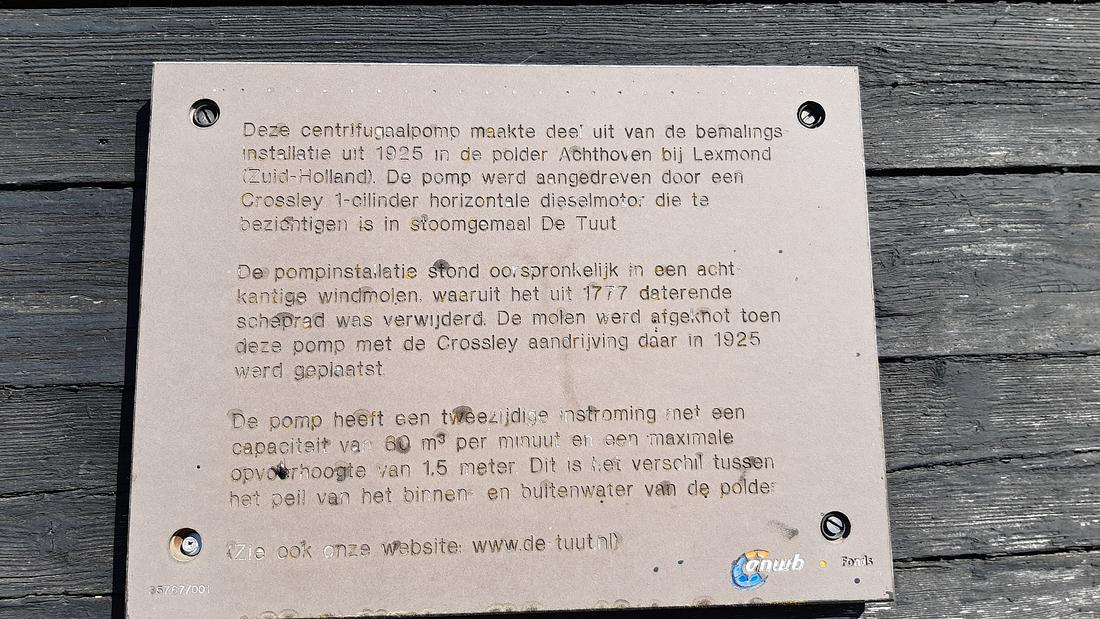 Deze centrifugaalpomp maakte deel uit van de bemalings-
installatie uit 1925 in de polder Achthoven bij Lexmond
(Zuid-Holland). De pomp werd aangedreven door een
Crossley 1-cilinder horizontale dieselmotor die te
bezichtigen is in stoomgemaal De Tuut.
De pompinstallatie stond oorspronkelijk in een acht-
kantige windmolen, waaruit het uit 1777 daterende
scheprad was verwijderd. De molen werd afgeknot toen
deze pomp met de Crossley aandrijving daar in 1925
werd geplaatst.
De pomp heeft een tweezijdige instroming met een
capaciteit van 60 m³ per minuut en een maximale
opvoerhoogte van 1.5 meter. Dit is het verschil tussen
het peil van het binnen- en buitenwater van de polder.
(Zie ook onze website: www.de-tuut.nl)
anwb Fonds
35767/001